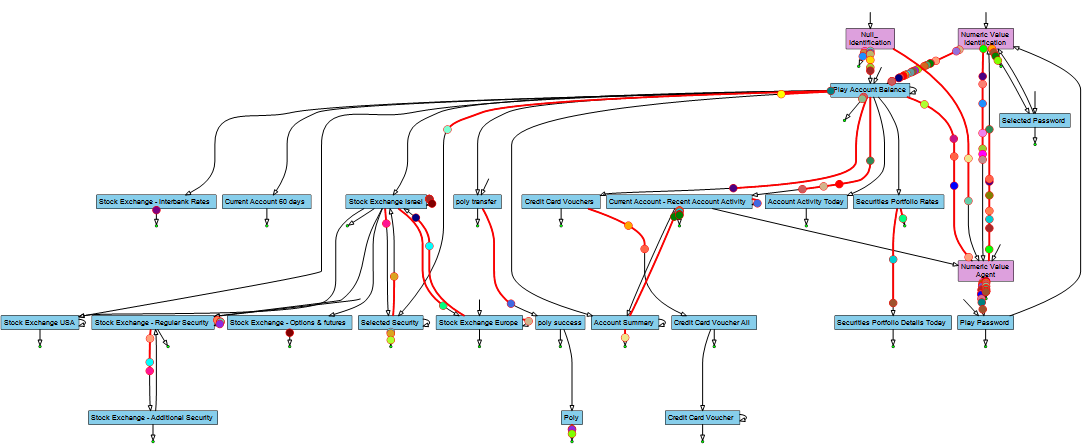 Null_
Identification
Numeric Value
Identification
Play Account Balance
Selected Password
Stock Exchange - Interbank Rates
Current Account 60 days
Stock Exchange Israel
poly transfer
Credit Card Vouchers
Current Account - Recent Account Activity
Account Activity Today
Securities Portfolio Rates
Numeric Value
Agent
Stock Exchange USA
Stock Exchange - Regular Security
Stock Exchange - Options & futures
Selected Security
Stock Exchange Europe
poly success
Account Summary
Credit Card Voucher All
Securities Portfolio Details Today
Play Password
Stock Exchange - Additional Security
Poly
Credit Card Voucher